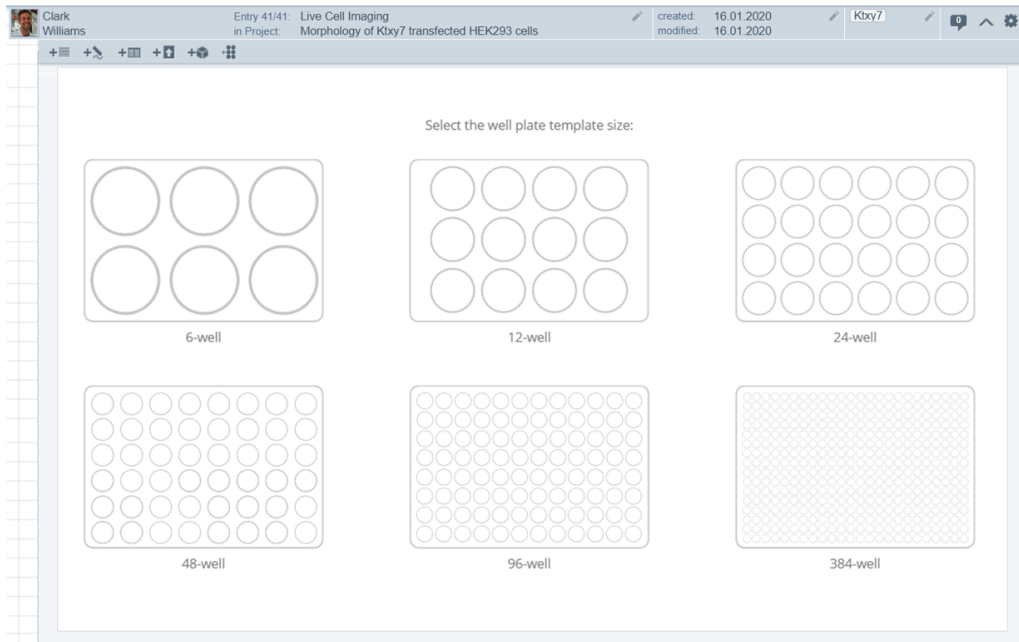 Clark
Williams
Entry 41/41: Live Cell Imaging
in Project: Morphology of Ktxy7 transfected HEK293 cells
created: 16.01.2020
modified: 16.01.2020
Ktxy7
0
Select the well plate template size:
6-well
12-well
24-well
48-well
96-well
384-well